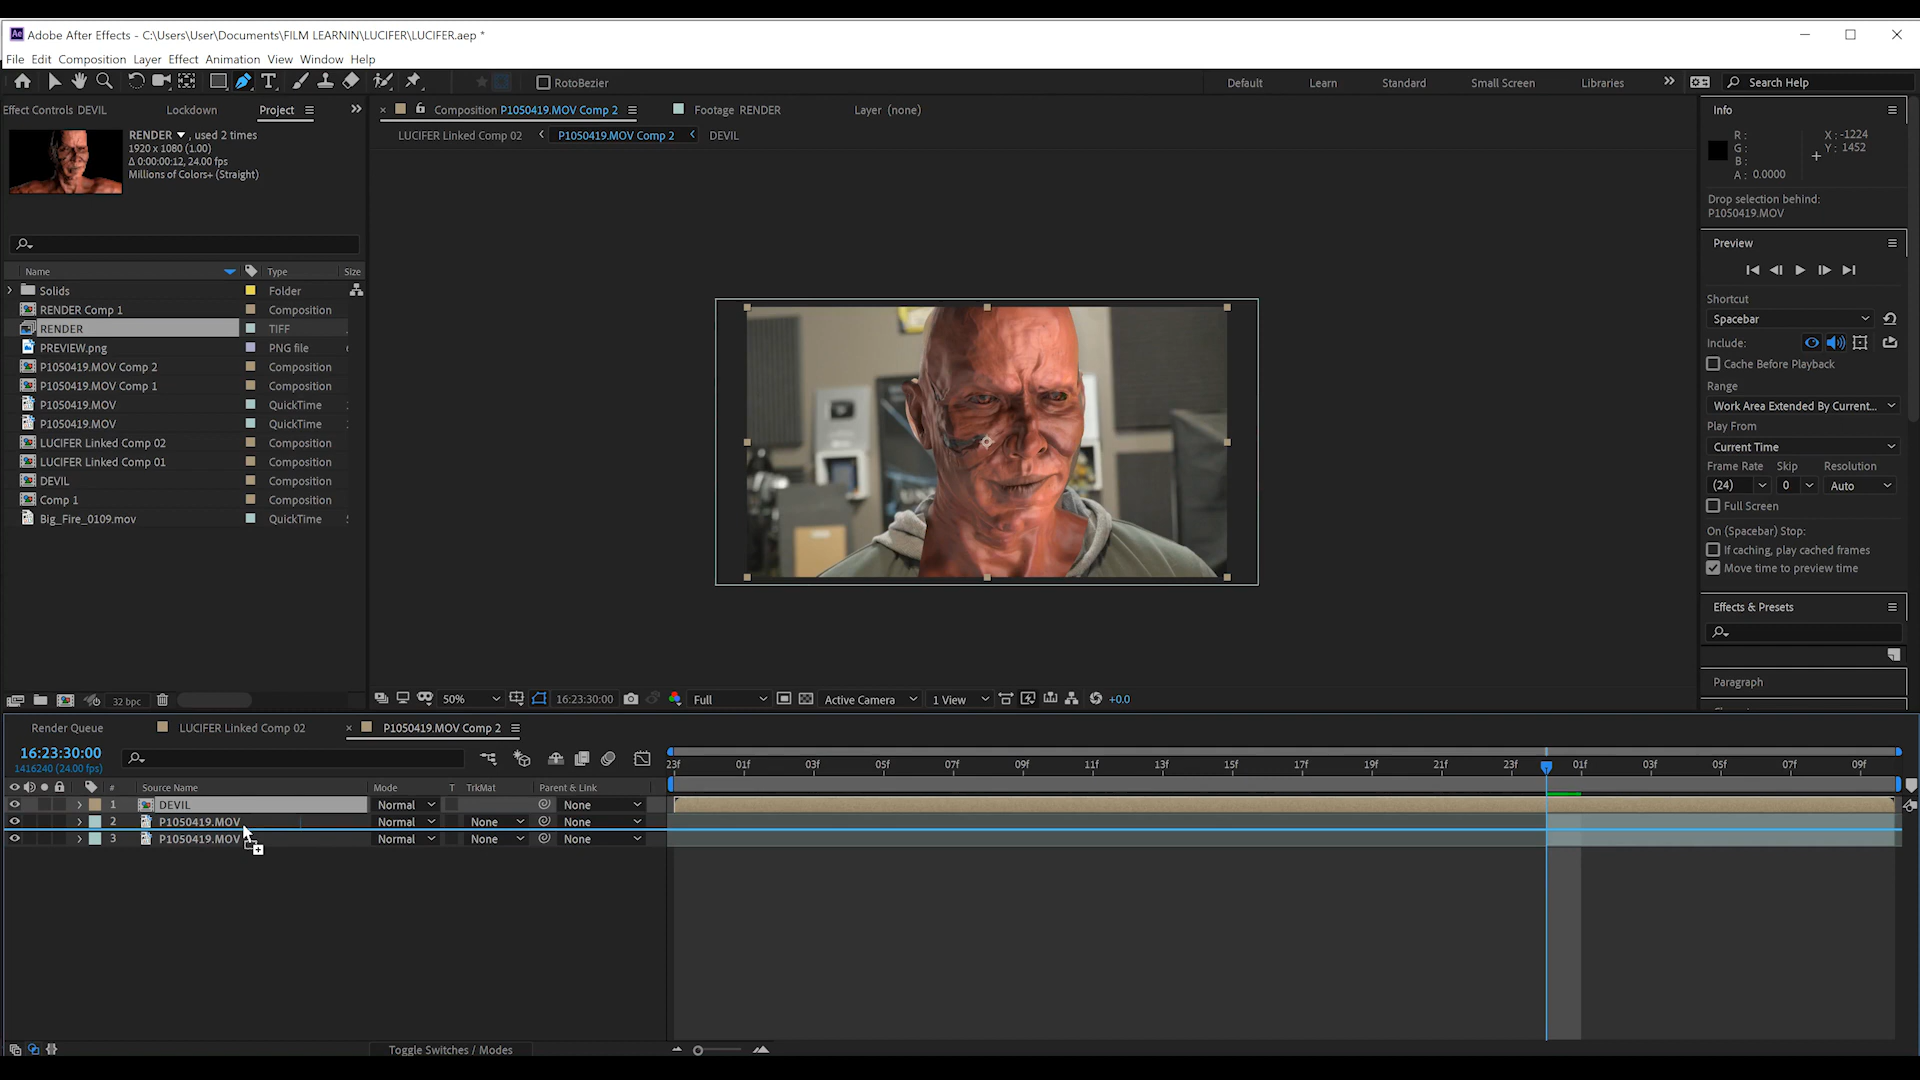 Adobe After Effects - C:\Users\User\Documents\FILM LEARNIN\LUCIFER\LUCIFER.aep *
File Edit Composition Layer Effect Animation View Window Help
RotoBezier
Default Learn Standard Small Screen Libraries Search Help
Effect Controls DEVIL Lockdown Project
Composition P1050419.MOV Comp 2 Footage RENDER Layer (none)
LUCIFER Linked Comp 02 P1050419.MOV Comp 2 DEVIL
RENDER , used 2 times
1920 x 1080 (1.00)
Δ 0:00:00:12, 24.00 fps
Millions of Colors+ (Straight)
Name Type Size
Solids Folder
RENDER Comp 1 Composition
RENDER TIFF
PREVIEW.png PNG file
P1050419.MOV Comp 2 Composition
P1050419.MOV Comp 1 Composition
P1050419.MOV QuickTime
P1050419.MOV QuickTime
LUCIFER Linked Comp 02 Composition
LUCIFER Linked Comp 01 Composition
DEVIL Composition
Comp 1 Composition
Big_Fire_0109.mov QuickTime
32 bpc
50% 16:23:30:00 Full Active Camera 1 View +0.0
Info
R : X : -1224
G : Y : 1452
B :
A : 0.0000
Drop selection behind:
P1050419.MOV
Preview
Shortcut
Spacebar
Include:
Cache Before Playback
Range
Work Area Extended By Current...
Play From
Current Time
Frame Rate Skip Resolution
(24) 0 Auto
Full Screen
On (Spacebar) Stop:
If caching, play cached frames
Move time to preview time
Effects & Presets
Paragraph
Render Queue LUCIFER Linked Comp 02 P1050419.MOV Comp 2
16:23:30:00
1416240 (24.00 fps)
23f 01f 03f 05f 07f 09f 11f 13f 15f 17f 19f 21f 23f 01f 03f 05f 07f 09f
# Source Name Mode T TrkMat Parent & Link
1 DEVIL Normal None
2 P1050419.MOV Normal None None
3 P1050419.MOV Normal None None
Toggle Switches / Modes